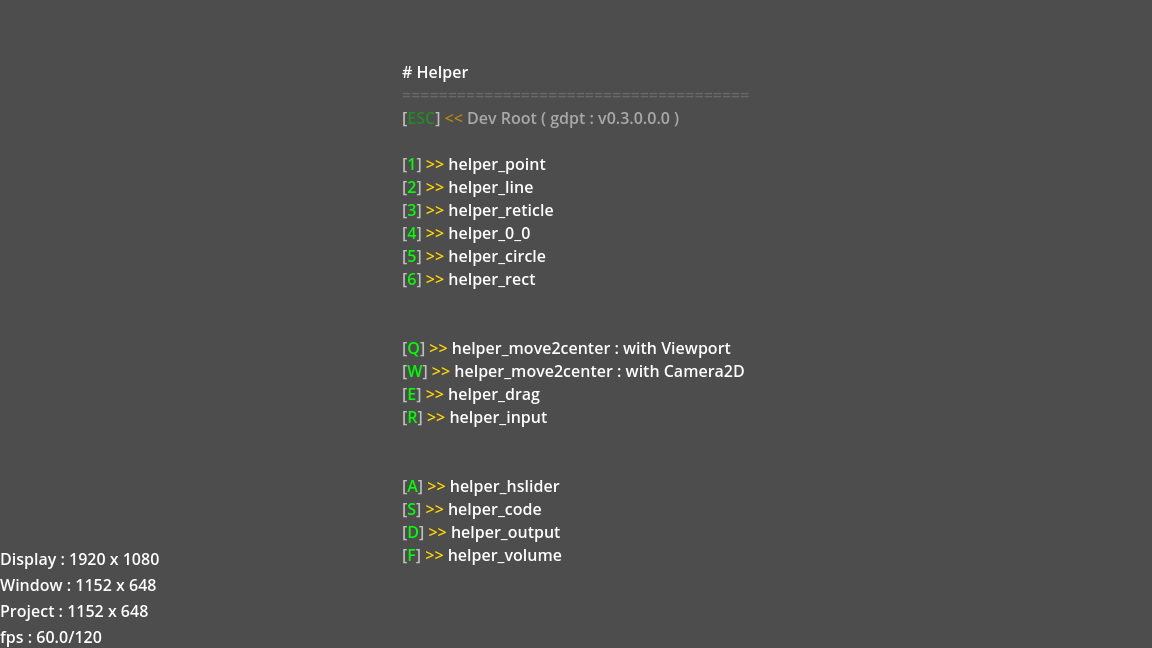 # Helper
======================================
[ESC] << Dev Root ( gdpt : v0.3.0.0.0 )
[1] >> helper_point
[2] >> helper_line
[3] >> helper_reticle
[4] >> helper_0_0
[5] >> helper_circle
[6] >> helper_rect
[Q] >> helper_move2center : with Viewport
[W] >> helper_move2center : with Camera2D
[E] >> helper_drag
[R] >> helper_input
[A] >> helper_hslider
[S] >> helper_code
[D] >> helper_output
[F] >> helper_volume
Display : 1920 x 1080
Window : 1152 x 648
Project : 1152 x 648
fps : 60.0/120